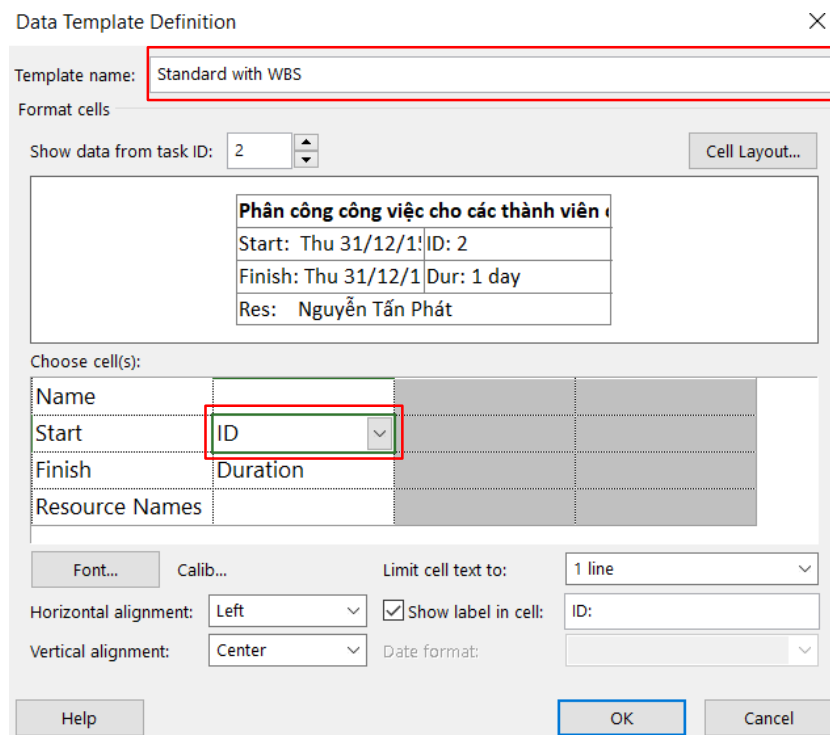 Data Template Definition
Template name: Standard with WBS
Format cells
Show data from task ID: 2 Cell Layout...
Phân công công việc cho các thành viên
Start: Thu 31/12/1 ID: 2
Finish: Thu 31/12/1 Dur: 1 day
Res: Nguyễn Tấn Phát
Choose cell(s):
Name
Start ID
Finish Duration
Resource Names
Font... Calib... Limit cell text to: 1 line
Horizontal alignment: Left Show label in cell: ID:
Vertical alignment: Center Date format:
Help OK Cancel